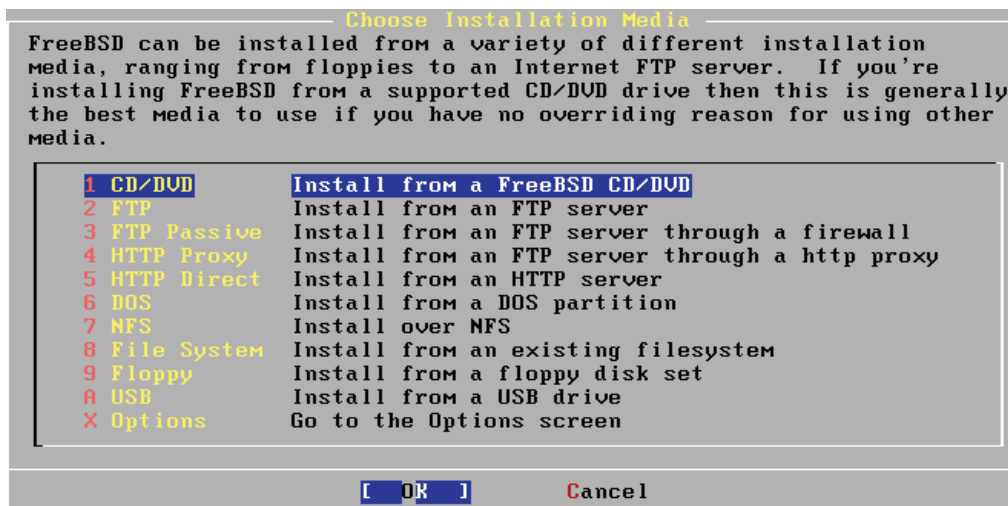 Choose Installation Media
FreeBSD can be installed from a variety of different installation
media, ranging from floppies to an Internet FTP server.  If you're
installing FreeBSD from a supported CD/DVD drive then this is generally
the best media to use if you have no overriding reason for using other
media.
1 CD/DVD       Install from a FreeBSD CD/DVD
2 FTP          Install from an FTP server
3 FTP Passive  Install from an FTP server through a firewall
4 HTTP Proxy   Install from an FTP server through a http proxy
5 HTTP Direct  Install from an HTTP server
6 DOS          Install from a DOS partition
7 NFS          Install over NFS
8 File System  Install from an existing filesystem
9 Floppy       Install from a floppy disk set
A USB          Install from a USB drive
X Options      Go to the Options screen
[  OK  ]      Cancel